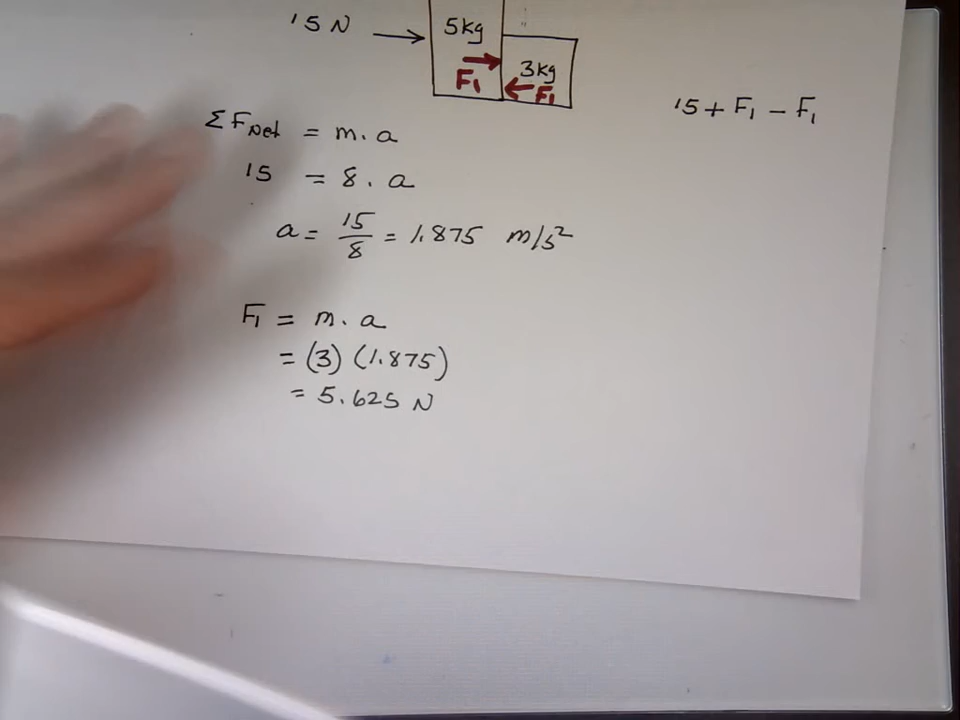 15 N → 5kg
F₁ 3kg
F₁
15 + F₁ − F₁
ΣF_Net = m. a
15 = 8. a
a = 15/8 = 1.875 m/s²
F₁ = m. a
= (3) (1.875)
= 5.625 N